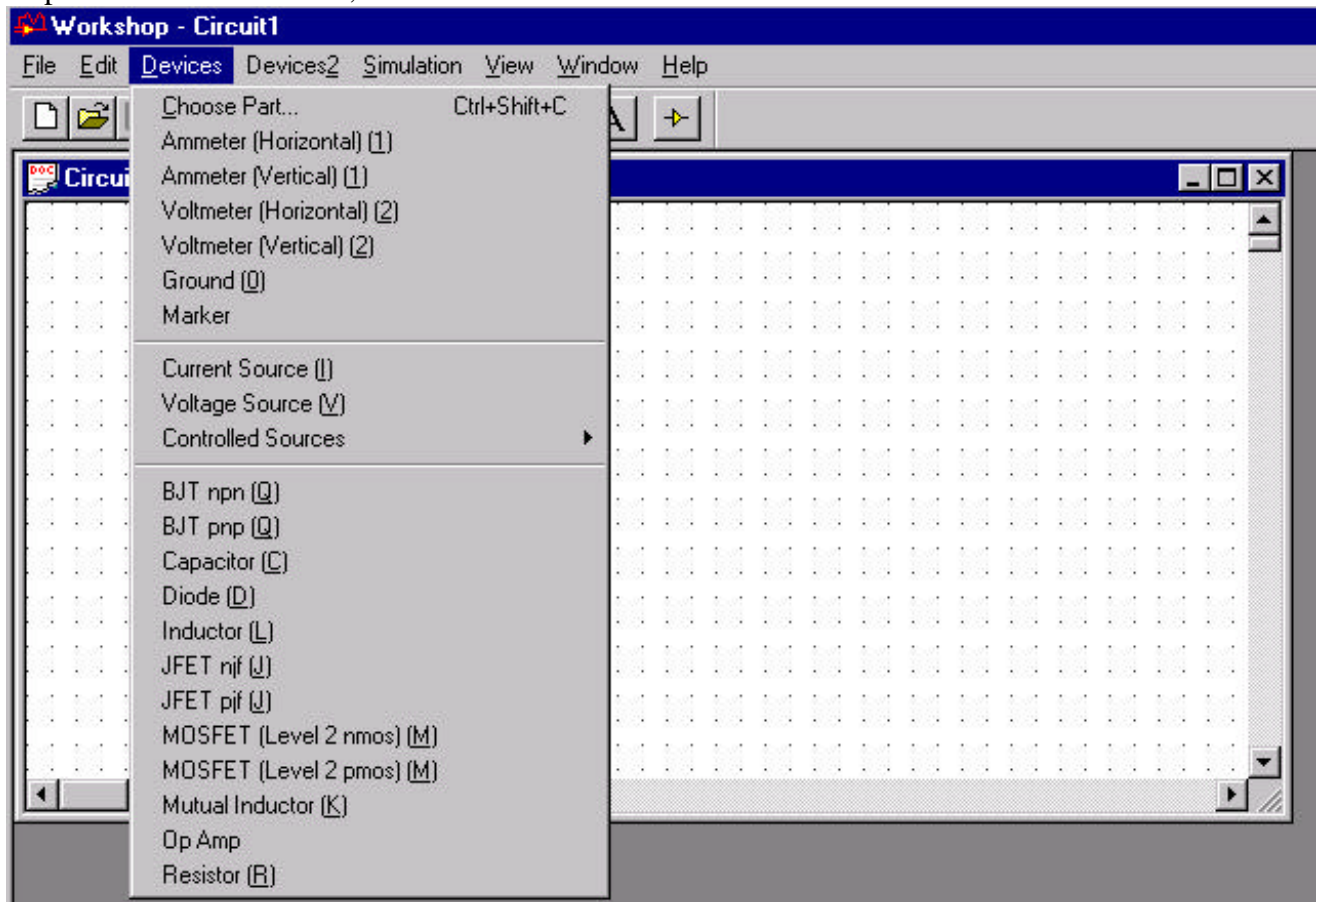 Workshop - Circuit1
File Edit Devices Devices2 Simulation View Window Help
Choose Part... Ctrl+Shift+C
Ammeter (Horizontal) (1)
Ammeter (Vertical) (1)
Voltmeter (Horizontal) (2)
Voltmeter (Vertical) (2)
Ground (0)
Marker
Current Source (I)
Voltage Source (V)
Controlled Sources
BJT npn (Q)
BJT pnp (Q)
Capacitor (C)
Diode (D)
Inductor (L)
JFET njf (J)
JFET pjf (J)
MOSFET (Level 2 nmos) (M)
MOSFET (Level 2 pmos) (M)
Mutual Inductor (K)
Op Amp
Resistor (R)
DOC Circui